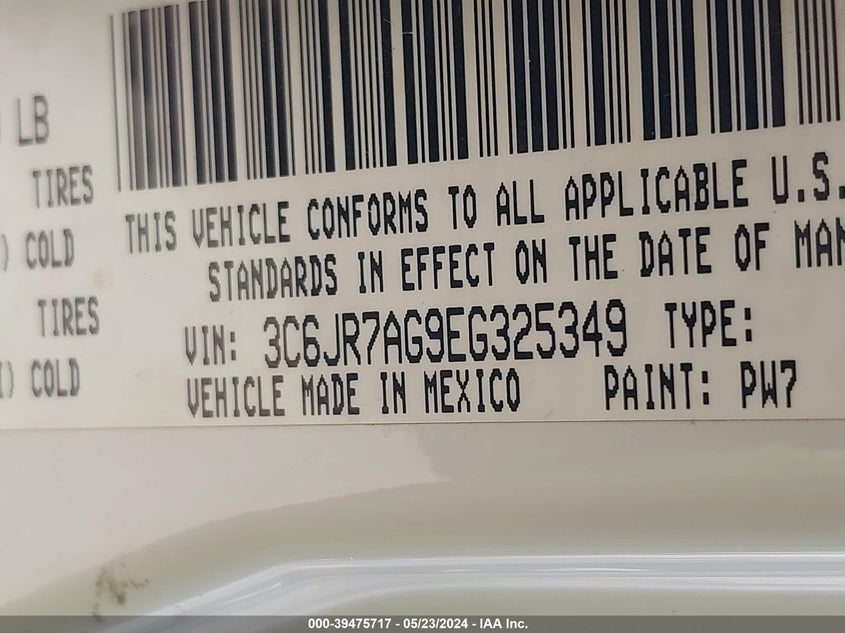 LB
TIRES
) COLD
TIRES
) COLD
THIS VEHICLE CONFORMS TO ALL APPLICABLE U.S.
STANDARDS IN EFFECT ON THE DATE OF MAN
VIN: 3C6JR7AG9EG325349 TYPE:
VEHICLE MADE IN MEXICO PAINT: PW7
000-39475717 - 05/23/2024 - IAA Inc.